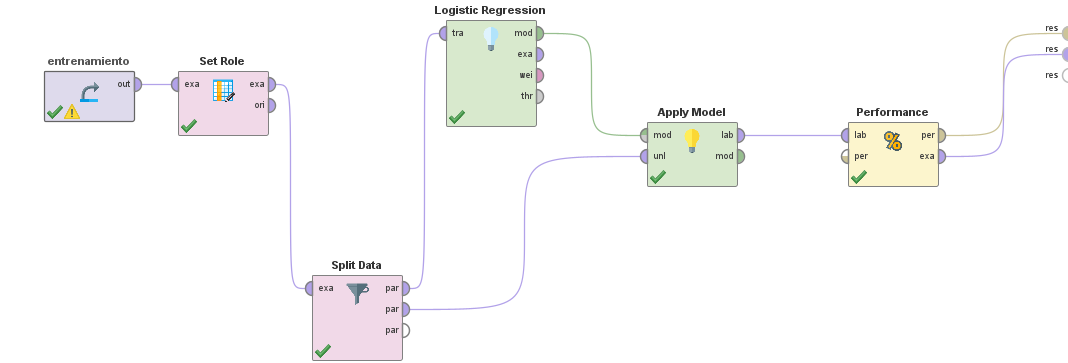 Logistic Regression
tra
mod
exa
wei
thr
entrenamiento
out
Set Role
exa
exa
ori
Split Data
exa
par
par
par
Apply Model
mod
lab
unl
mod
Performance
lab
per
per
exa
res
res
res
%